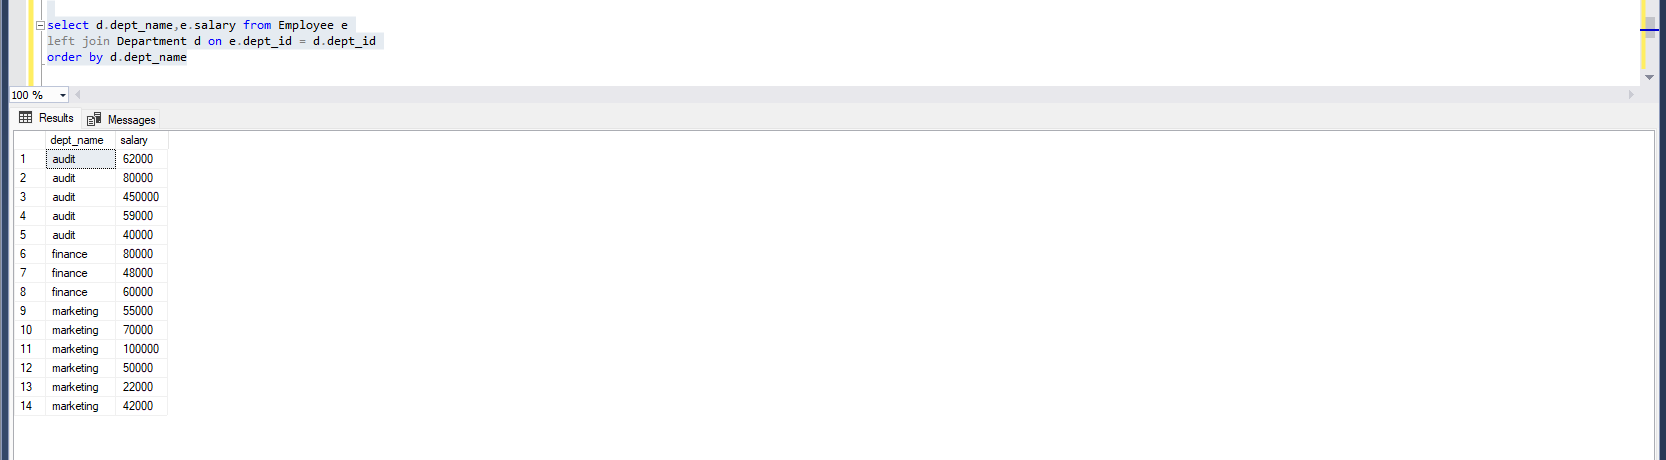 select d.dept_name,e.salary from Employee e
left join Department d on e.dept_id = d.dept_id
order by d.dept_name
100 %
Results Messages
dept_name salary
1 audit 62000
2 audit 80000
3 audit 450000
4 audit 59000
5 audit 40000
6 finance 80000
7 finance 48000
8 finance 60000
9 marketing 55000
10 marketing 70000
11 marketing 100000
12 marketing 50000
13 marketing 22000
14 marketing 42000